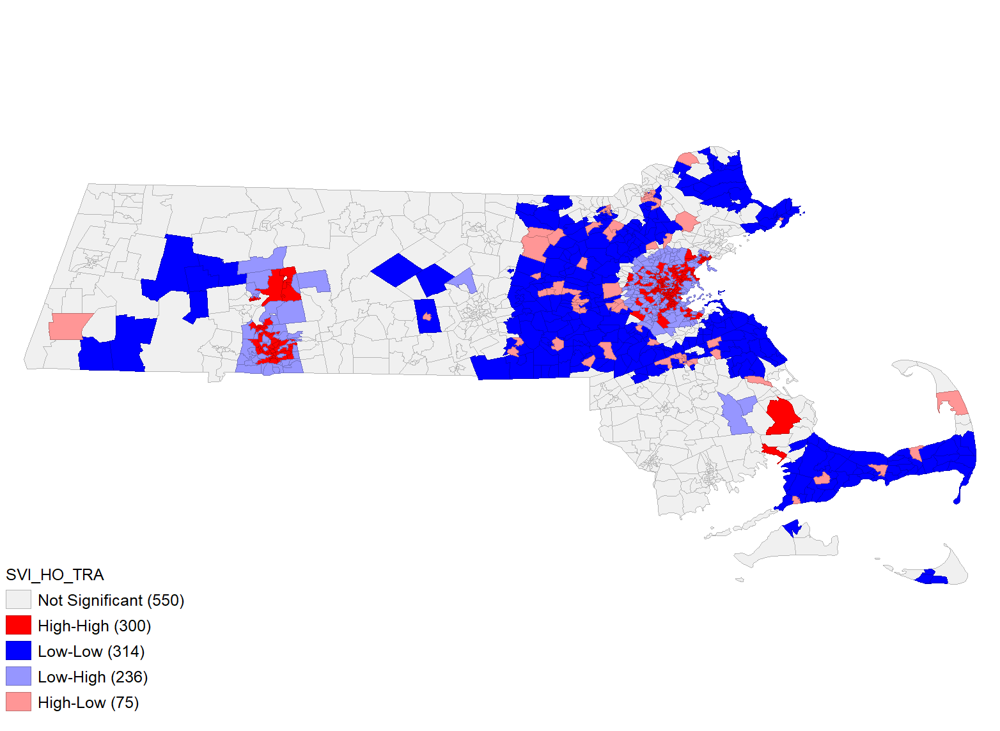 SVI_HO_TRA
Not Significant (550)
High-High (300)
Low-Low (314)
Low-High (236)
High-Low (75)